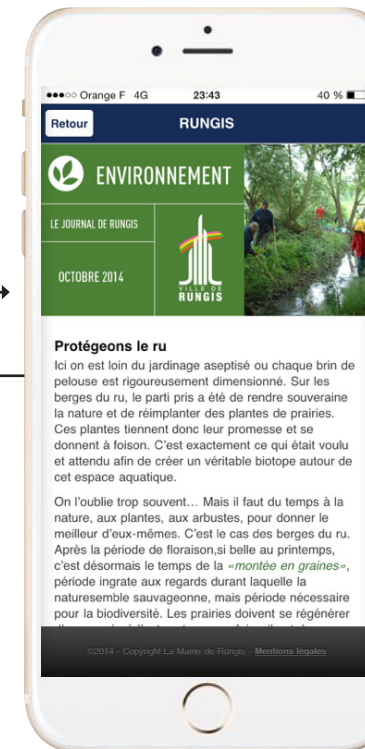 ●●●○○ Orange F 4G 23:43 40 %
Retour RUNGIS
ENVIRONNEMENT
LE JOURNAL DE RUNGIS
OCTOBRE 2014
VILLE DE
RUNGIS
Protégeons le ru
Ici on est loin du jardinage aseptisé ou chaque brin de
pelouse est rigoureusement dimensionné. Sur les
berges du ru, le parti pris a été de rendre souveraine
la nature et de réimplanter des plantes de prairies.
Ces plantes tiennent donc leur promesse et se
donnent à foison. C'est exactement ce qui était voulu
et attendu afin de créer un véritable biotope autour de
cet espace aquatique.
On l'oublie trop souvent… Mais il faut du temps à la
nature, aux plantes, aux arbustes, pour donner le
meilleur d'eux-mêmes. C'est le cas des berges du ru.
Après la période de floraison,si belle au printemps,
c'est désormais le temps de la «montée en graines»,
période ingrate aux regards durant laquelle la
naturesemble sauvageonne, mais période nécessaire
pour la biodiversité. Les prairies doivent se régénérer
©2014 - Copyright La Mairie de Rungis - Mentions légales